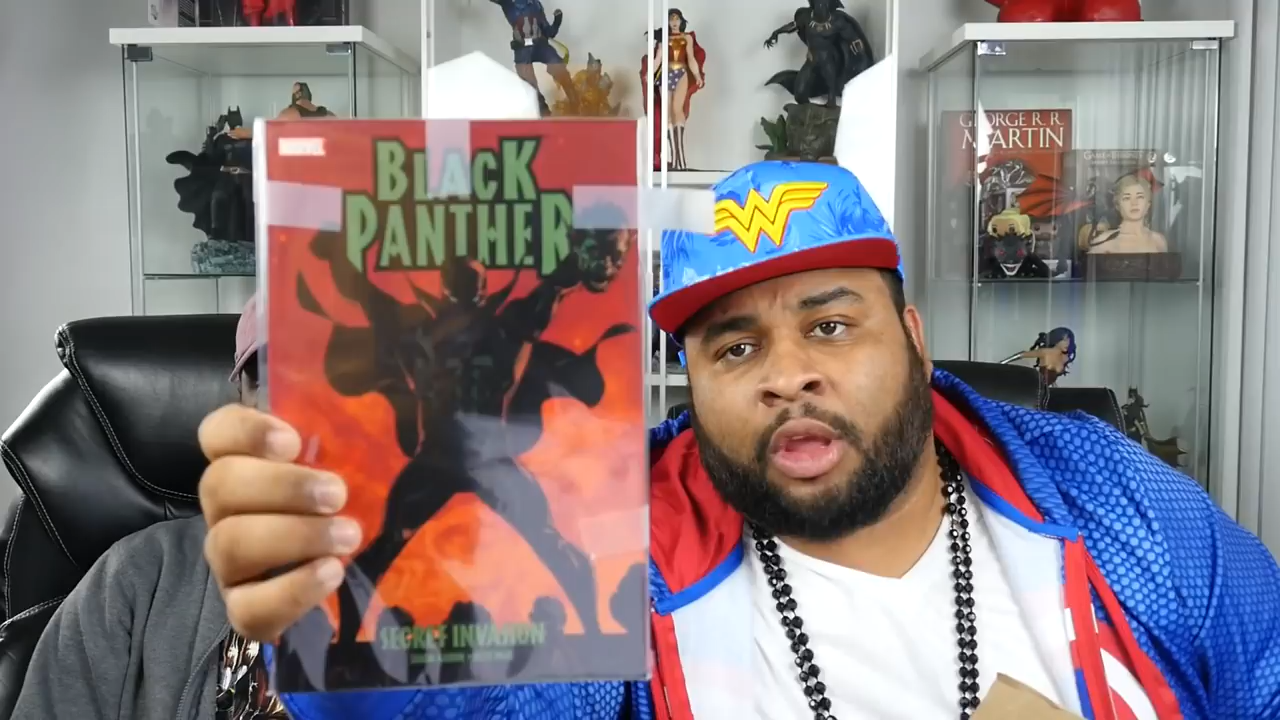 MARVEL
BLACK
PANTHER
SECRET INVASION
GEORGE R. R.
MARTIN
W